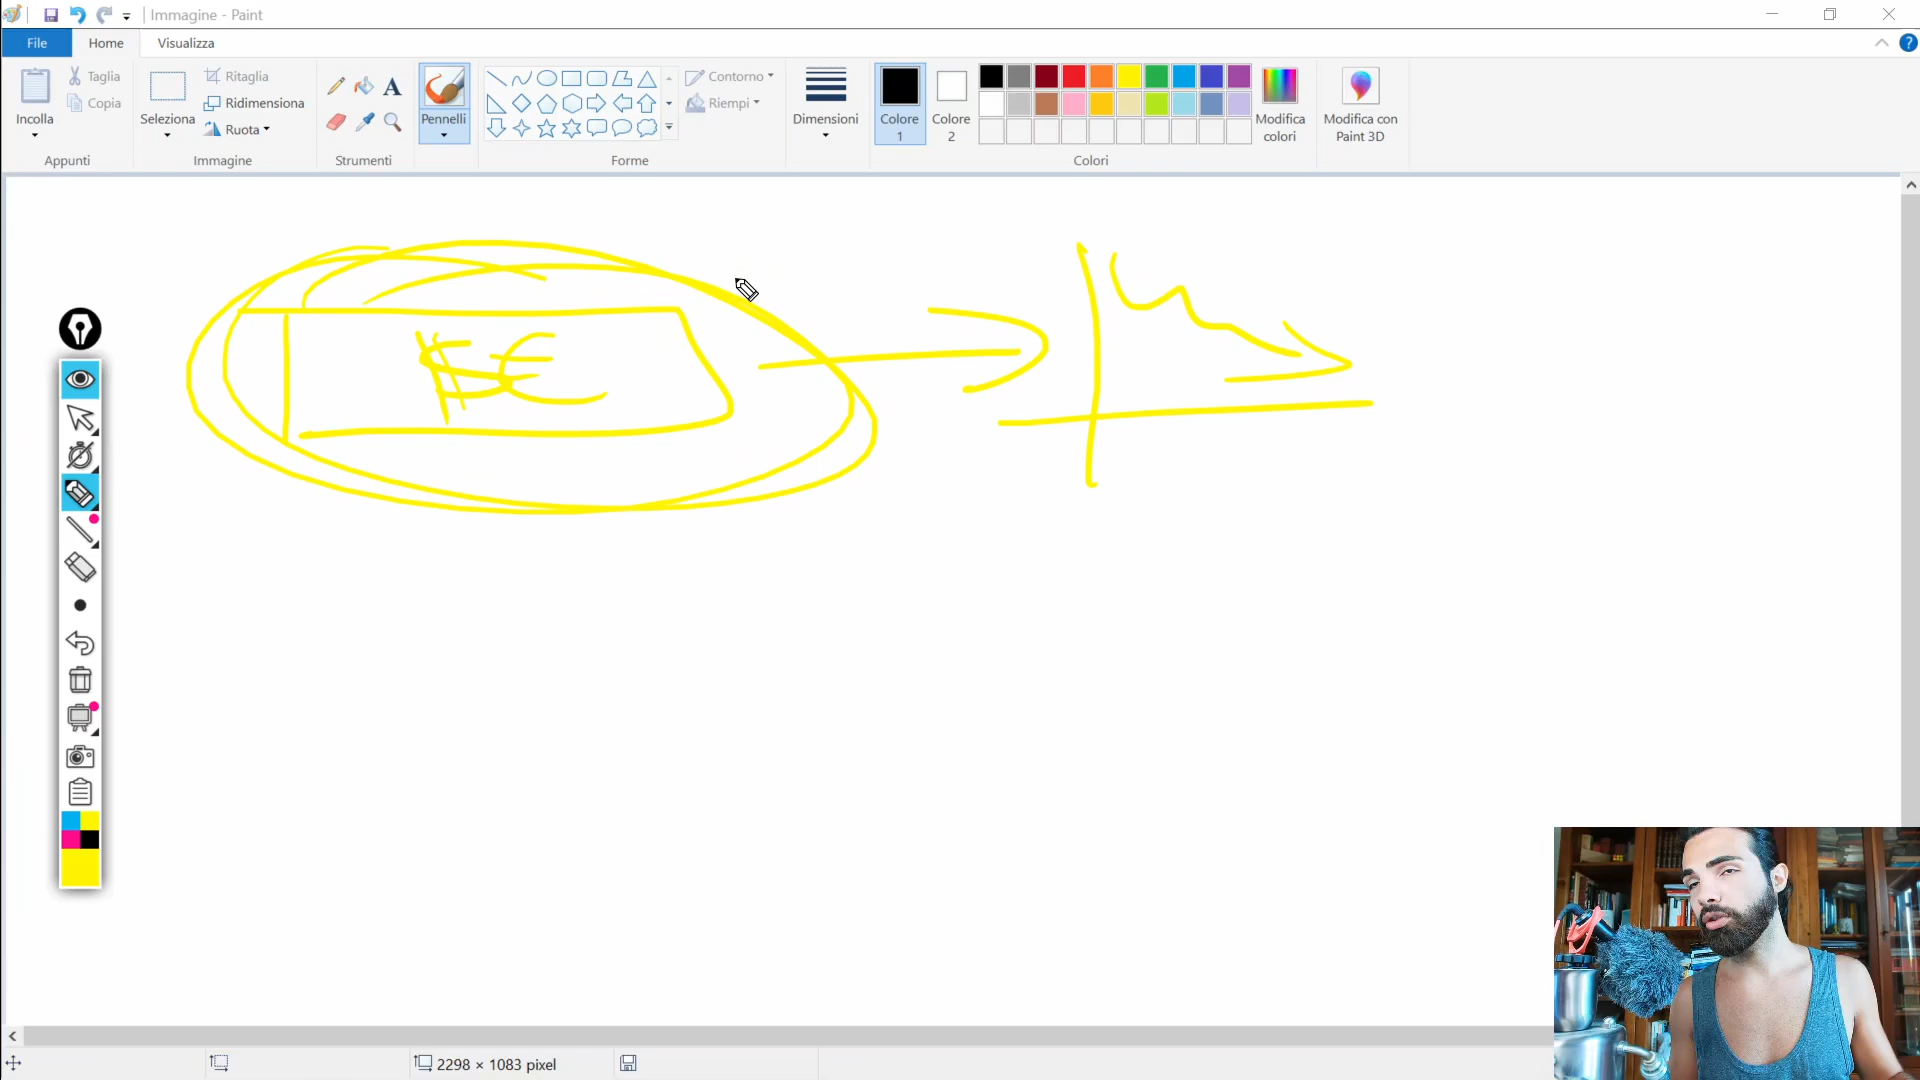 Immagine - Paint
File Home Visualizza
Incolla
Taglia
Copia
Appunti
Seleziona
Ritaglia
Ridimensiona
Ruota
Immagine
A
Strumenti
Pennelli
Contorno
Riempi
Forme
Dimensioni
Colore 1
Colore 2
Colori
Modifica colori
Modifica con Paint 3D
?
$€
2298 × 1083 pixel